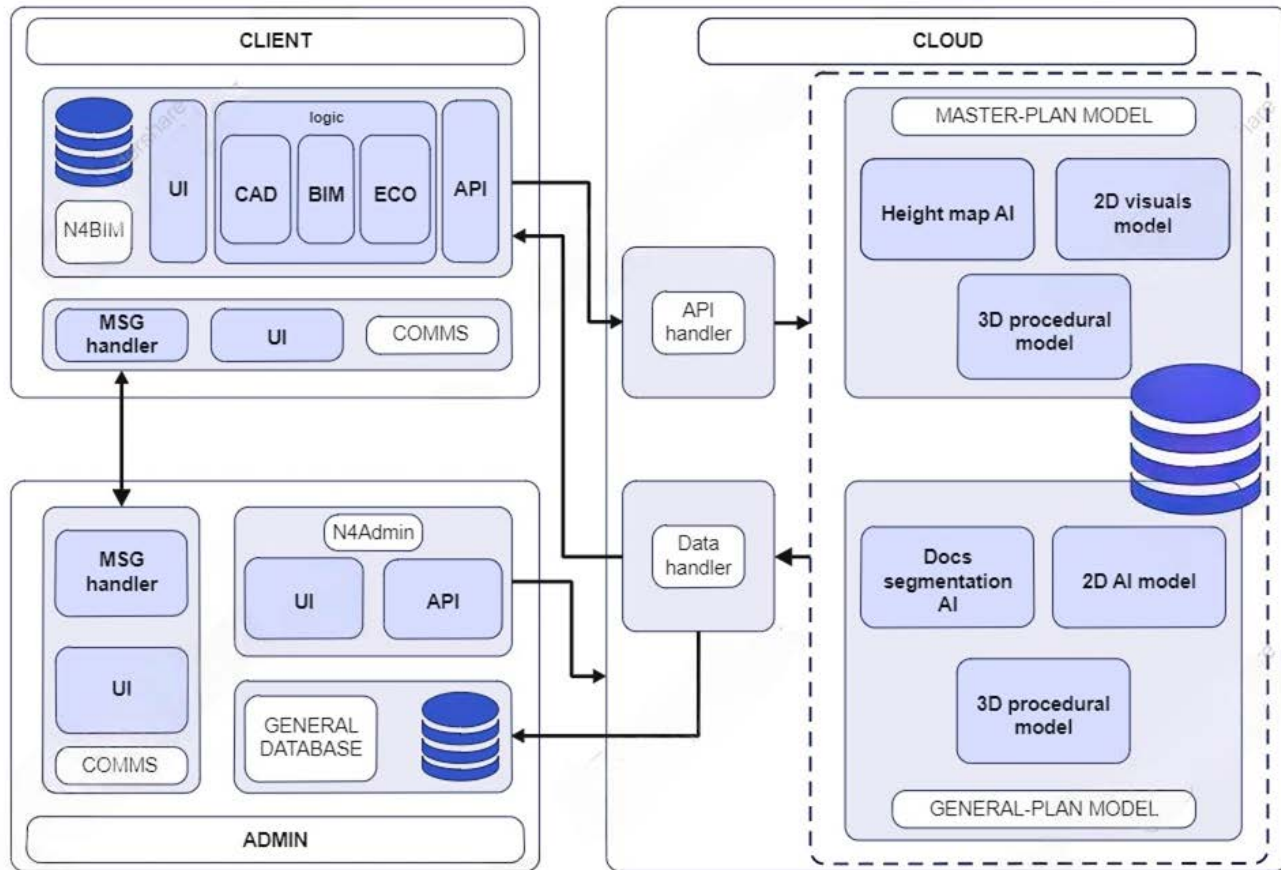 CLIENT
N4BIM
UI
logic
CAD
BIM
ECO
API
MSG
handler
UI
COMMS
CLOUD
API
handler
Data
handler
MASTER-PLAN MODEL
Height map AI
2D visuals
model
3D procedural
model
Docs
segmentation
AI
2D AI model
3D procedural
model
GENERAL-PLAN MODEL
MSG
handler
UI
COMMS
N4Admin
UI
API
GENERAL
DATABASE
ADMIN